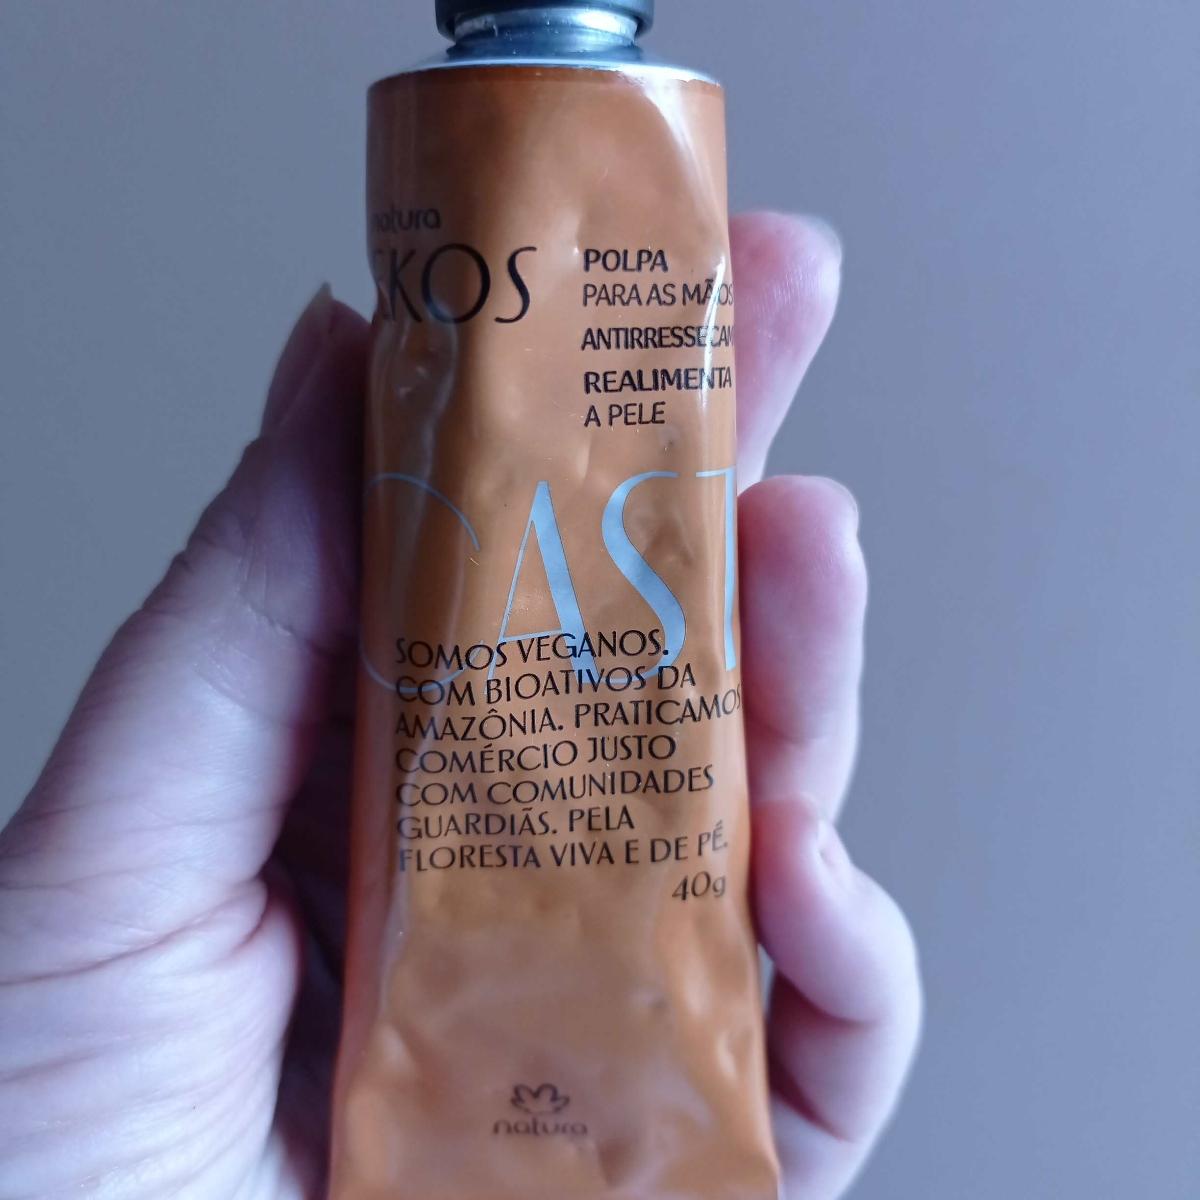 natura
EKOS
POLPA
PARA AS MÃOS
ANTIRRESSECAM
REALIMENTA
A PELE
CAST
SOMOS VEGANOS.
COM BIOATIVOS DA
AMAZÔNIA. PRATICAMOS
COMÉRCIO JUSTO
COM COMUNIDADES
GUARDIÃS. PELA
FLORESTA VIVA E DE PÉ.
40g
natura